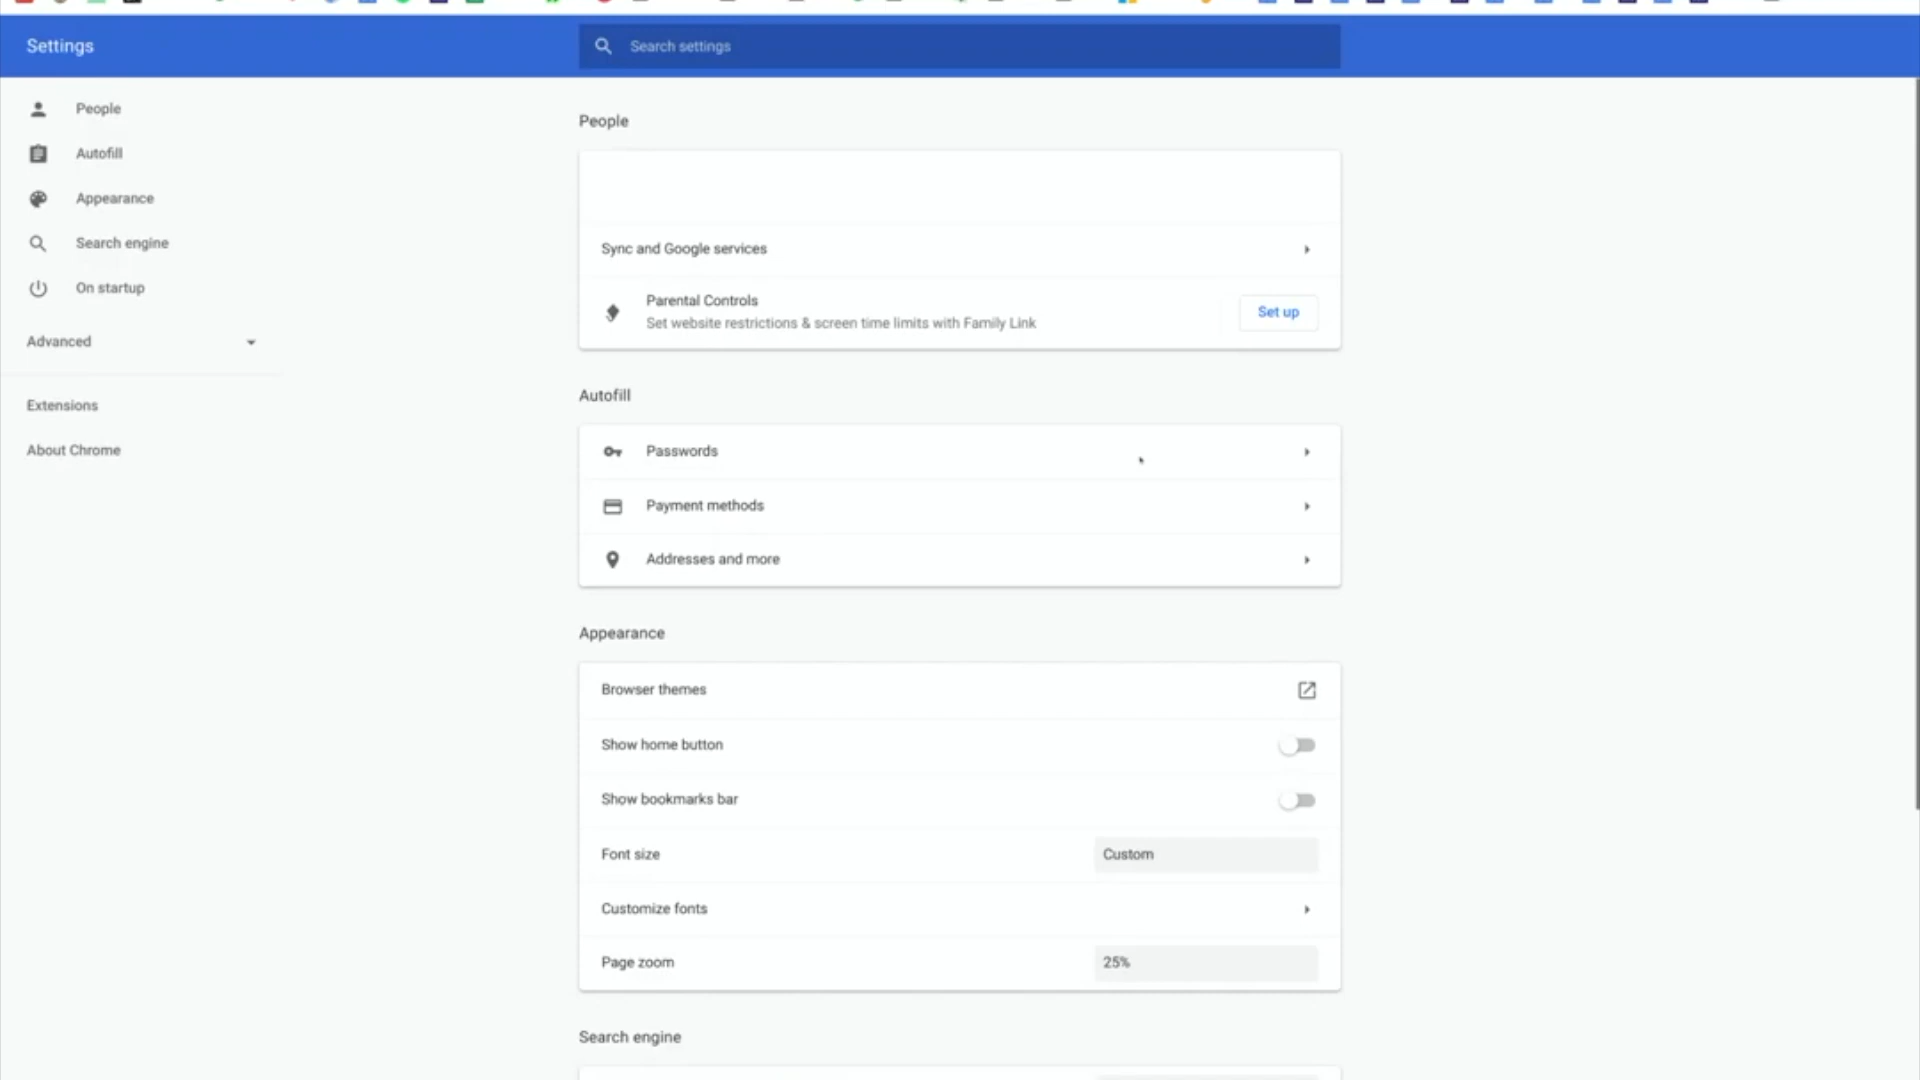 Settings
Search settings
People
Autofill
Appearance
Search engine
On startup
Advanced
Extensions
About Chrome
People
Sync and Google services
Parental Controls
Set website restrictions & screen time limits with Family Link
Set up
Autofill
Passwords
Payment methods
Addresses and more
Appearance
Browser themes
Show home button
Show bookmarks bar
Font size
Custom
Customize fonts
Page zoom
25%
Search engine